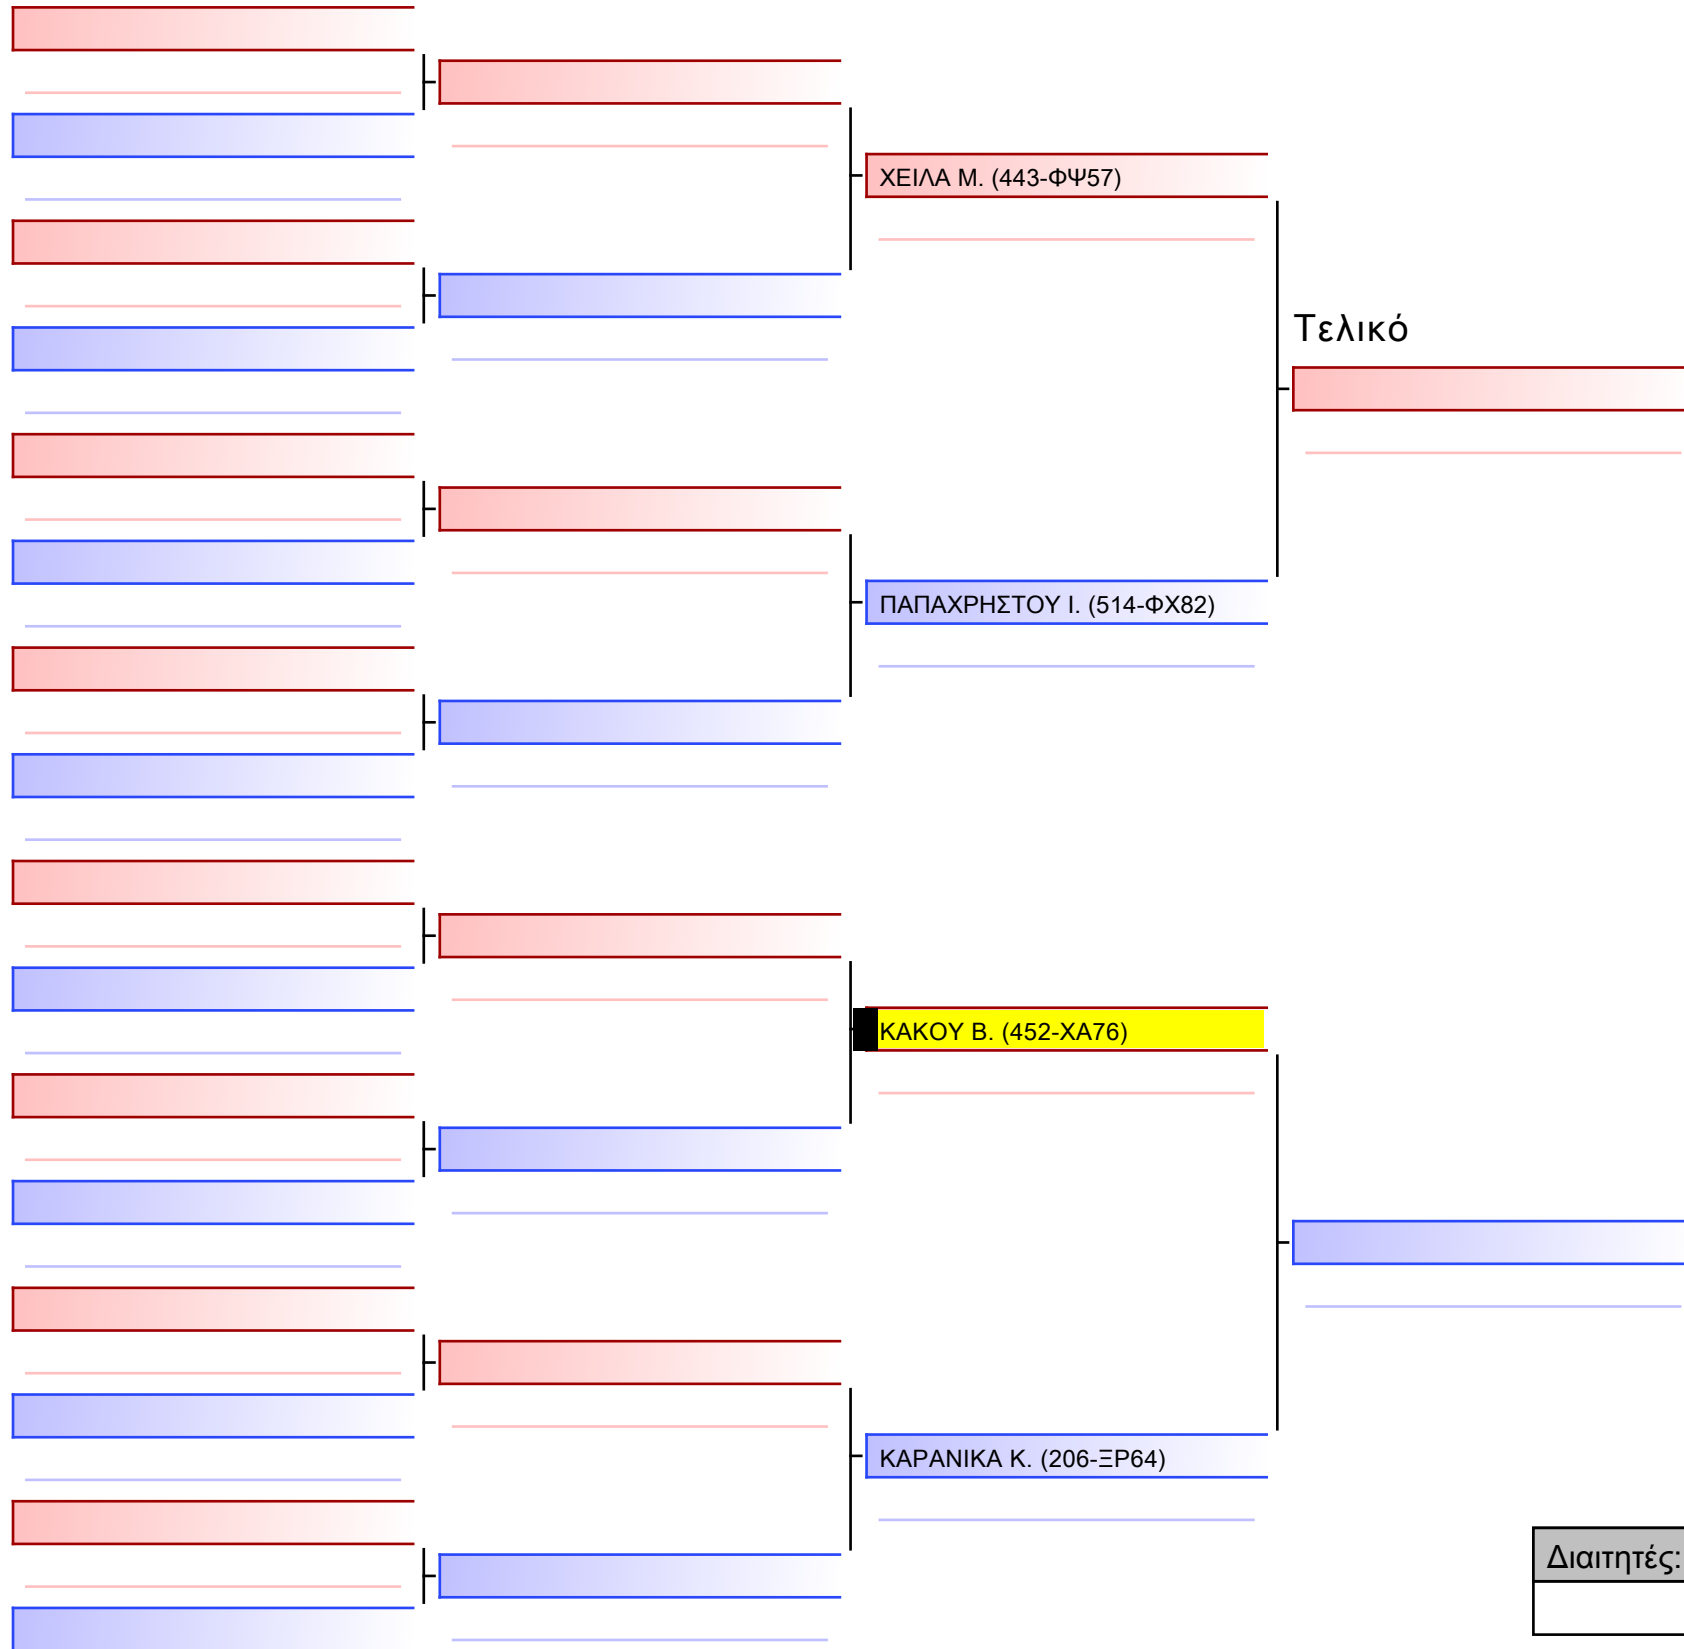 ΧΕΙΛΑ Μ. (443-ΦΨ57)
Τελικό
ΠΑΠΑΧΡΗΣΤΟΥ Ι. (514-ΦΧ82)
ΚΑΚΟΥ Β. (452-ΧΑ76)
ΚΑΡΑΝΙΚΑ Κ. (206-ΞΡ64)
Διαιτητές: